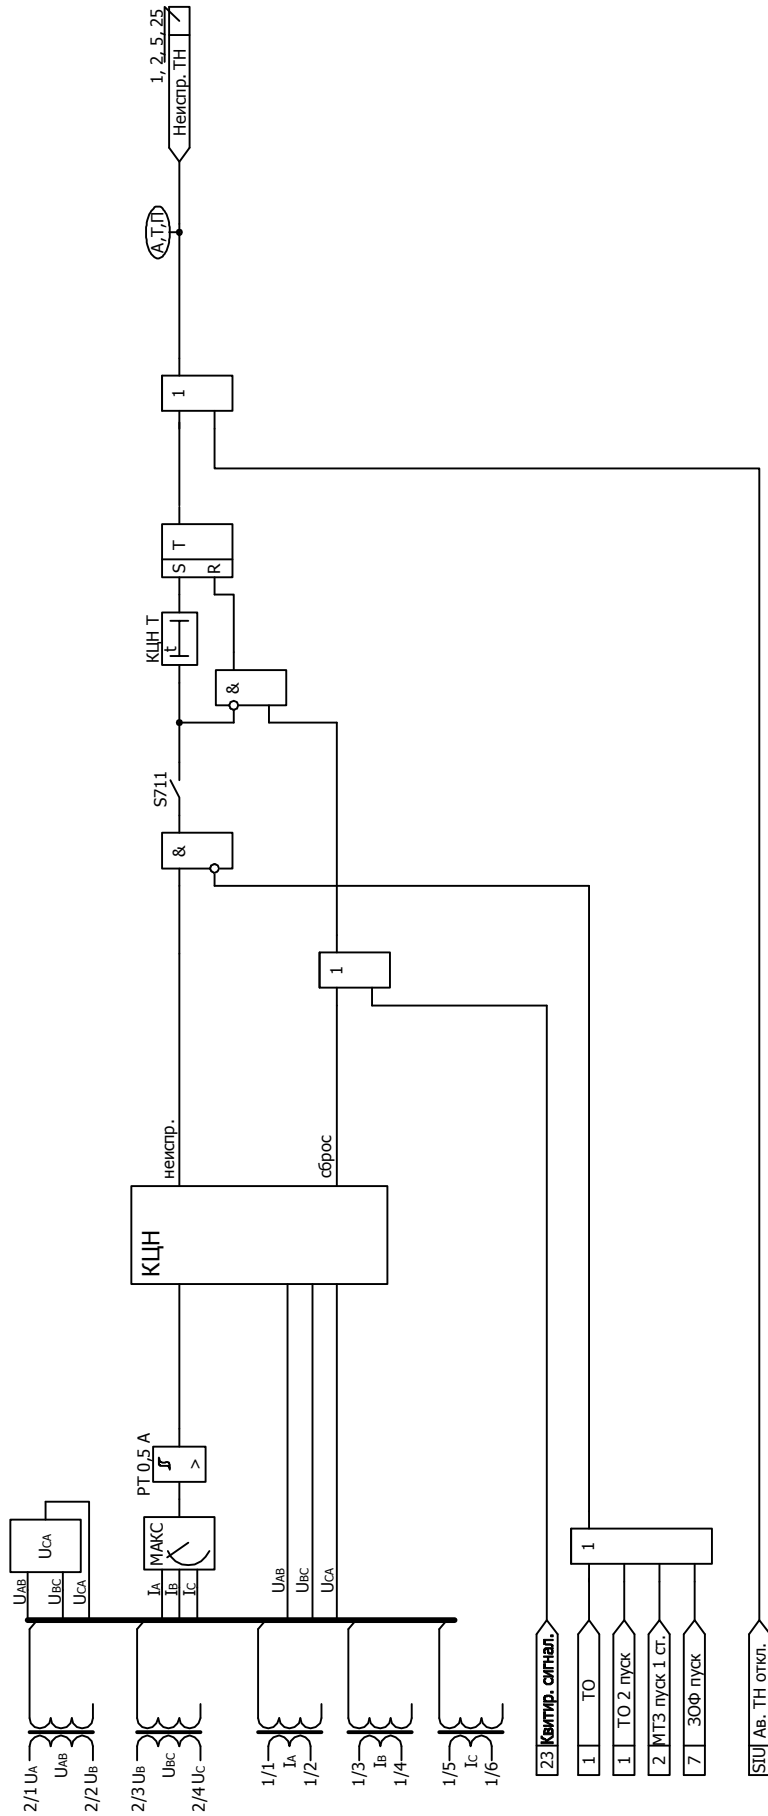 2/1 UA
UAB
2/2 UB
2/3 UB
UBC
2/4 UC
1/1
IA
1/2
1/3
IB
1/4
1/5
IC
1/6
UAB
UBC
UCA
UCA
IA
IB
IC
МАКС
РТ 0,5 А
>
UAB
UBC
UCA
КЦН
неиспр.
сброс
1
&
S711
&
КЦН Т
t
S
R
T
1
А,Т,П
Неиспр. ТН
1, 2, 5, 25
23 Квитир. сигнал.
1 ТО
1 ТО 2 пуск
2 МТЗ пуск 1 ст.
7 ЗОФ пуск
1
SIU Ав. ТН откл.